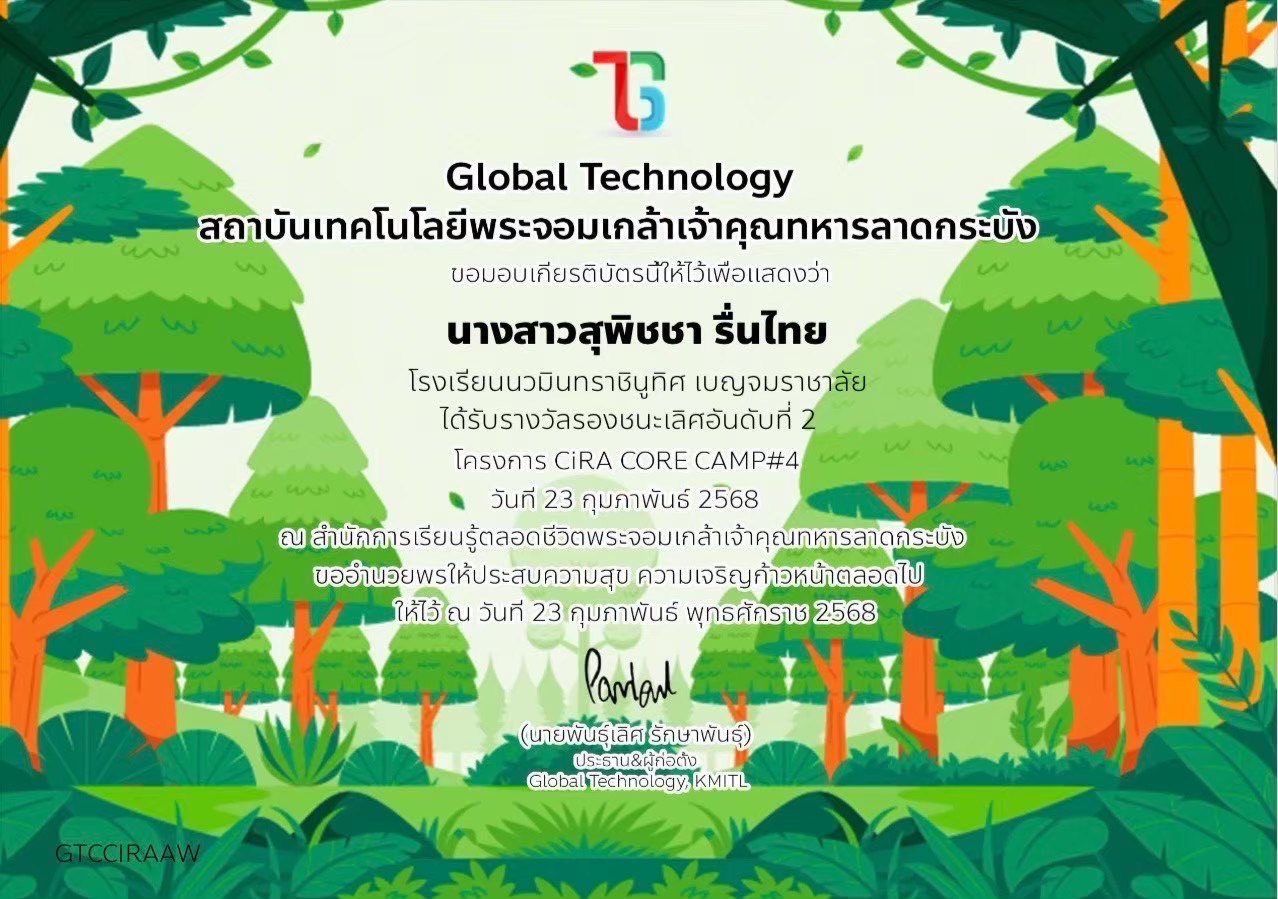 TG
Global Technology
สถาบันเทคโนโลยีพระจอมเกล้าเจ้าคุณทหารลาดกระบัง
ขอมอบเกียรติบัตรนี้ให้ไว้เพื่อแสดงว่า
นางสาวสุพิชชา รื่นไทย
โรงเรียนนวมินทราชินูทิศ เบญจมราชาลัย
ได้รับรางวัลรองชนะเลิศอันดับที่ 2
โครงการ CiRA CORE CAMP#4
วันที่ 23 กุมภาพันธ์ 2568
ณ สำนักการเรียนรู้ตลอดชีวิตพระจอมเกล้าเจ้าคุณทหารลาดกระบัง
ขออำนวยพรให้ประสบความสุข ความเจริญก้าวหน้าตลอดไป
ให้ไว้ ณ วันที่ 23 กุมภาพันธ์ พุทธศักราช 2568
(นายพันธุ์เลิศ รักษาพันธุ์)
ประธาน&ผู้ก่อตั้ง
Global Technology, KMITL
GTCCIRAAW